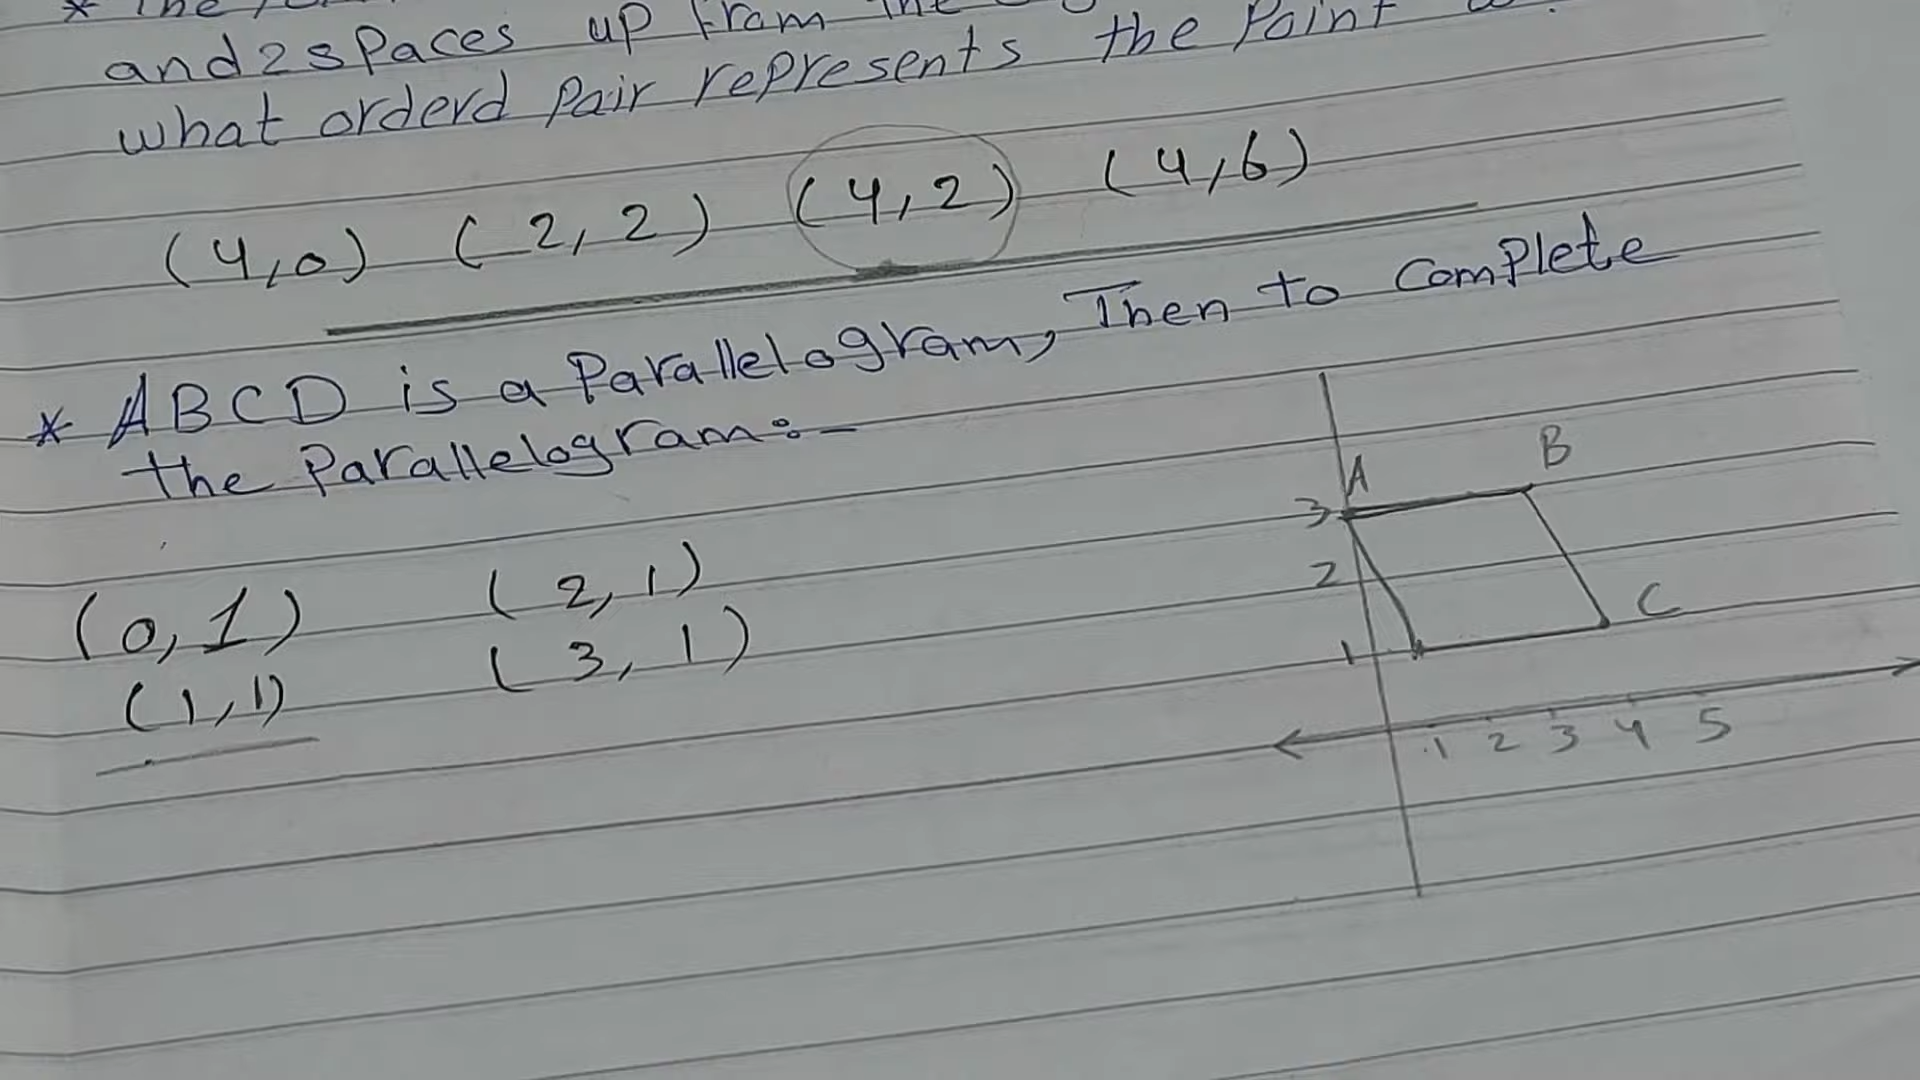 * The
and 2 spaces up from the
what orderd pair represents the Point
(4,0) (2,2) (4,2) (4,6)
* ABCD is a Parallelogram, Then to Complete
the Parallelogram:-
(0,1) (2,1)
(1,1) (3,1)
A B
3
2 C
1
1 2 3 4 5